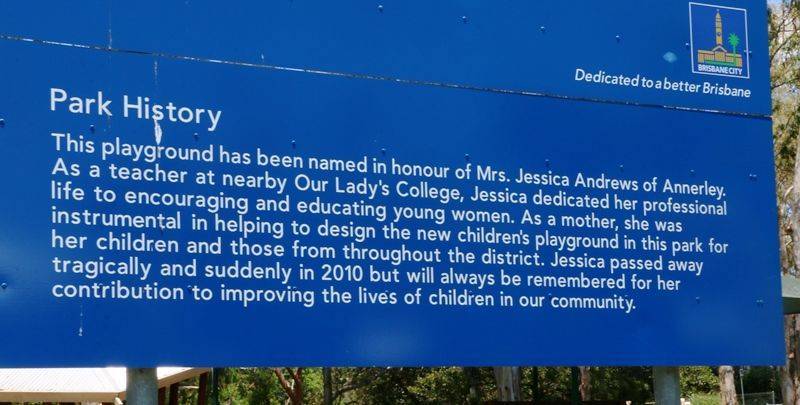 BRISBANE CITY
Dedicated to a better Brisbane
Park History
This playground has been named in honour of Mrs. Jessica Andrews of Annerley.
As a teacher at nearby Our Lady's College, Jessica dedicated her professional
life to encouraging and educating young women. As a mother, she was
instrumental in helping to design the new children's playground in this park for
her children and those from throughout the district. Jessica passed away
tragically and suddenly in 2010 but will always be remembered for her
contribution to improving the lives of children in our community.